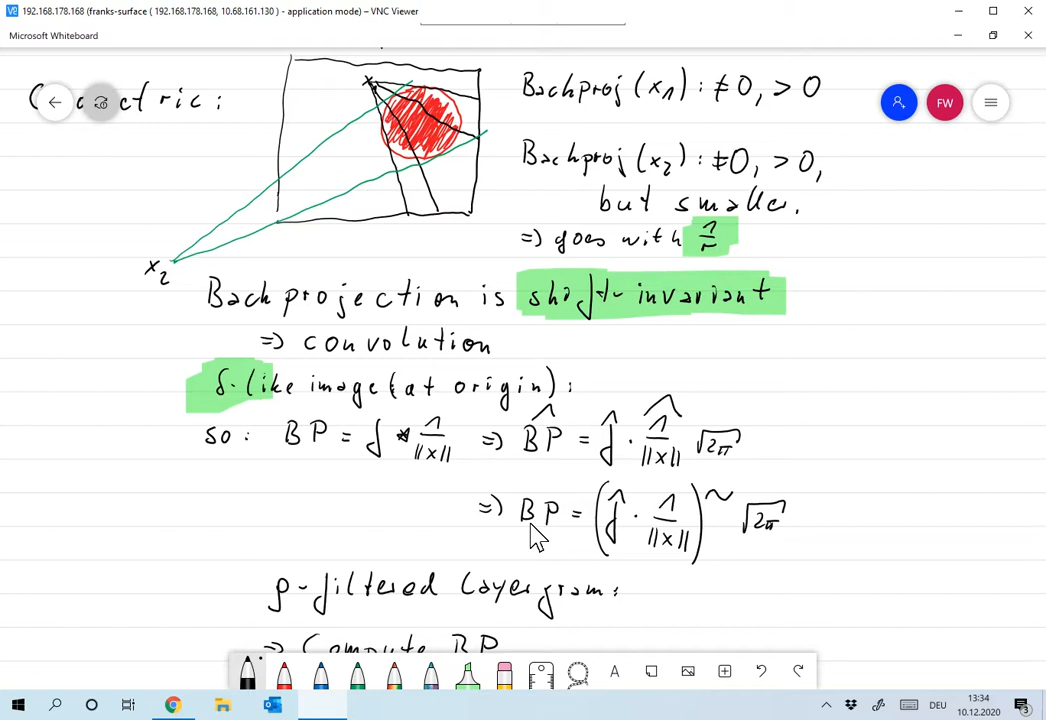 192.168.178.168 (franks-surface ( 192.168.178.168, 10.68.161.130 ) - application mode) – VNC Viewer
Microsoft Whiteboard
FW
x
Backproj(x₁): ≠0, >0
Backproj(x₂): ≠0, >0,
but smaller.
=) goes with 1/r
x₂
Backprojection is shift-invariant
=) convolution
δ-like image (at origin):
so: BP = f * 1/||x|| =) B̂P = f̂ · 1/||x||^ √2π
=) BP = (f̂ · 1/||x||)~ √2π
ρ-filtered Layergram:
=) Compute BP
A
DEU
13:34
10.12.2020
3